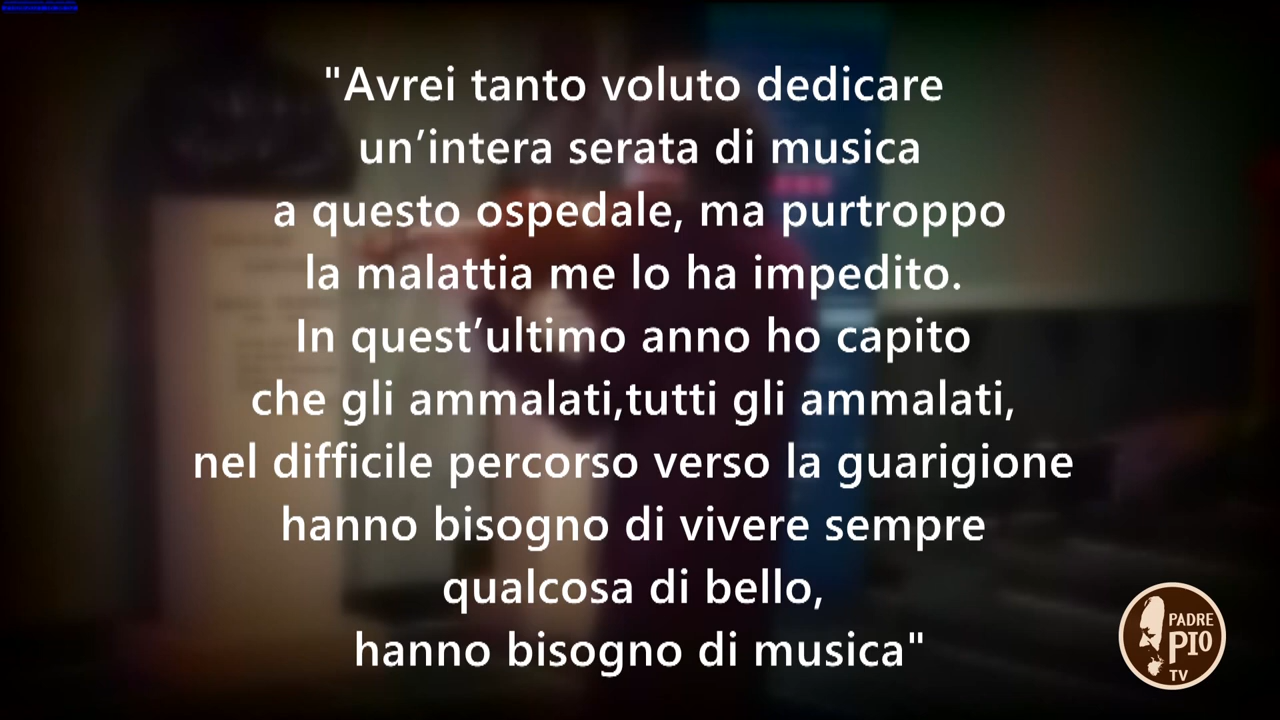 "Avrei tanto voluto dedicare
un’intera serata di musica
a questo ospedale, ma purtroppo
la malattia me lo ha impedito.
In quest’ultimo anno ho capito
che gli ammalati,tutti gli ammalati,
nel difficile percorso verso la guarigione
hanno bisogno di vivere sempre
qualcosa di bello,
hanno bisogno di musica"
PADRE
PIO
TV